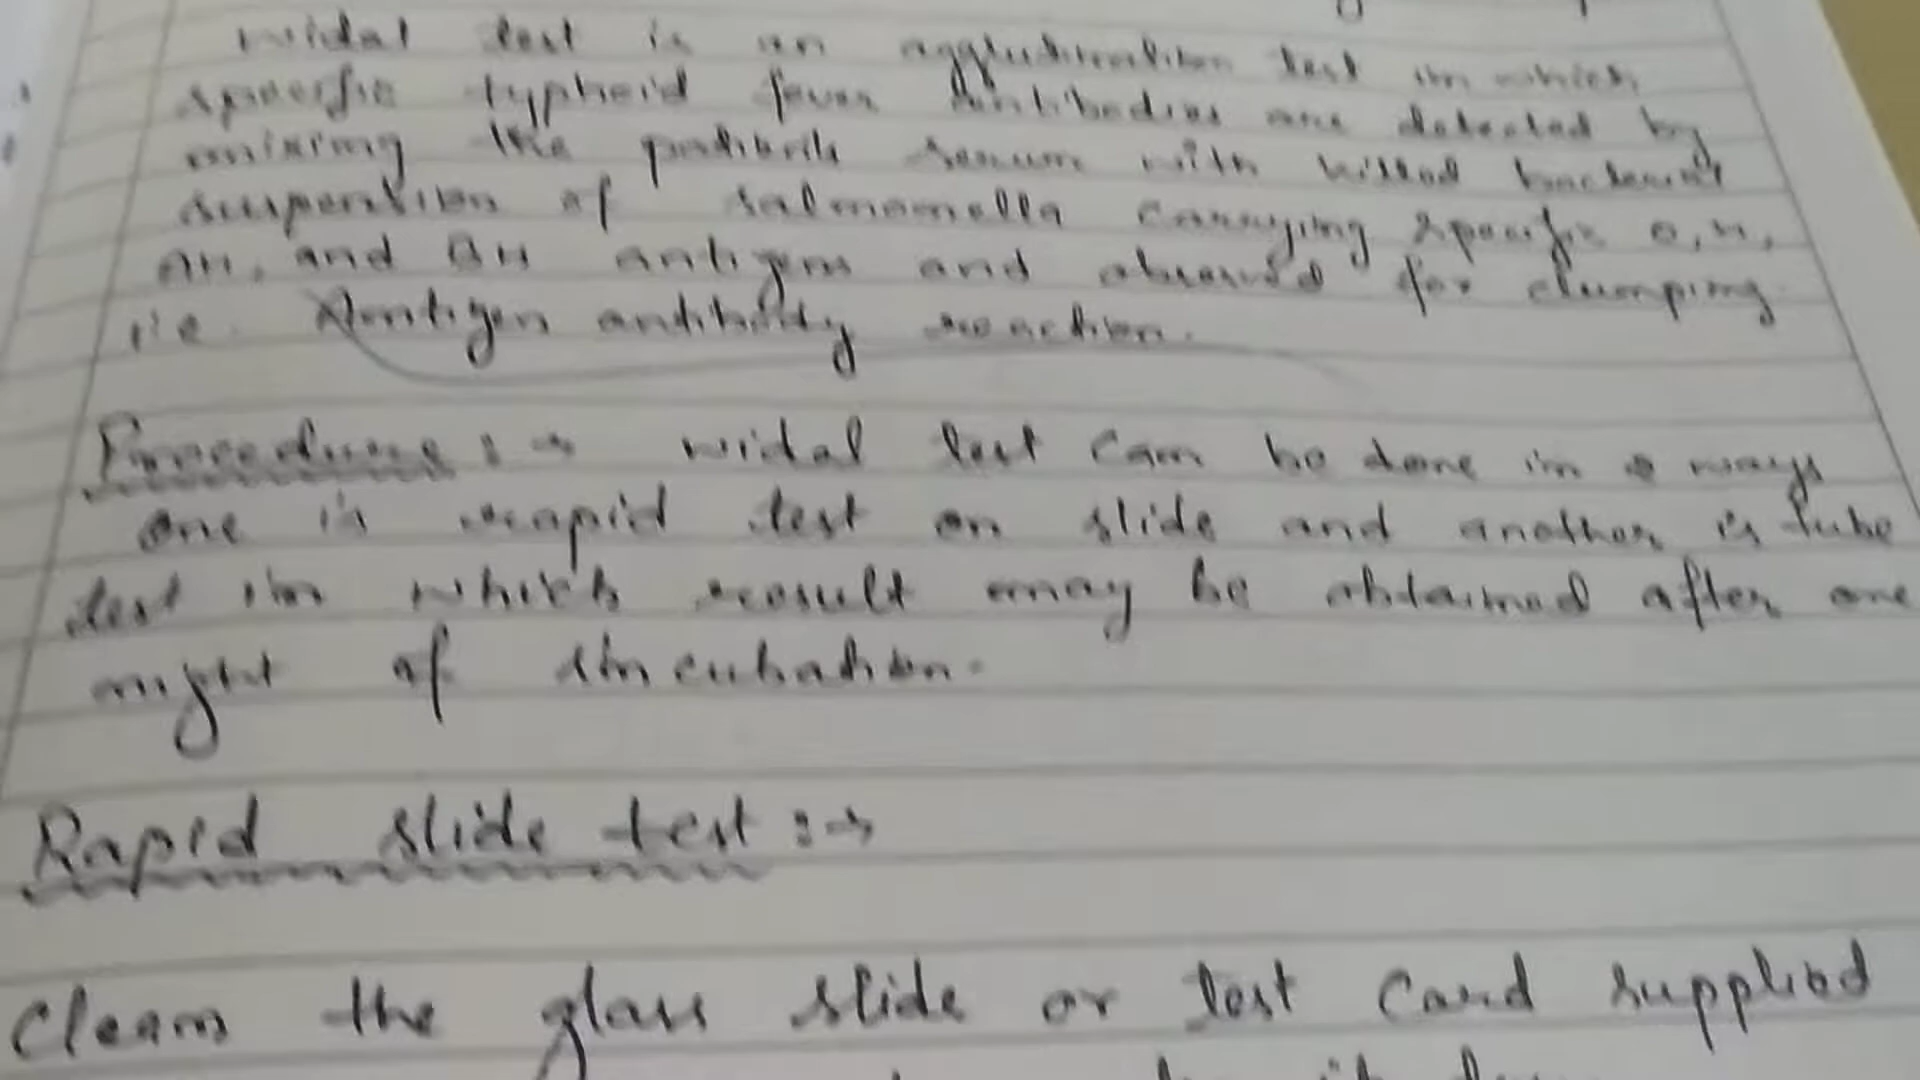 widal test is an agglutination test in which
specific typhoid fever antibodies are detected by
mixing the patients serum with killed bacterial
suspension of salmonella carrying specific O, H,
AH, and BH antigens and observed for clumping
i.e. Antigen antibody reaction.
Procedure :→ widal test can be done in ways
one is rapid test on slide and another is tube
test in which result may be obtained after one
night of incubation.
Rapid slide test :→
Clean the glass slide or test card supplied